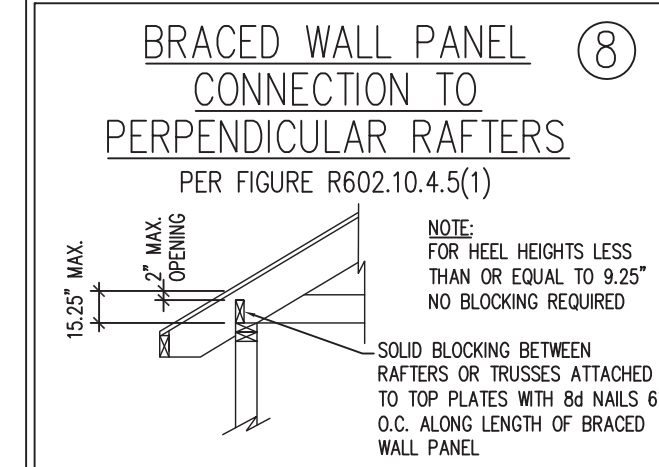 BRACED WALL PANEL
CONNECTION TO
PERPENDICULAR RAFTERS
8
PER FIGURE R602.10.4.5(1)
15.25" MAX.
2" MAX.
OPENING
NOTE:
FOR HEEL HEIGHTS LESS
THAN OR EQUAL TO 9.25"
NO BLOCKING REQUIRED
SOLID BLOCKING BETWEEN
RAFTERS OR TRUSSES ATTACHED
TO TOP PLATES WITH 8d NAILS 6
O.C. ALONG LENGTH OF BRACED
WALL PANEL